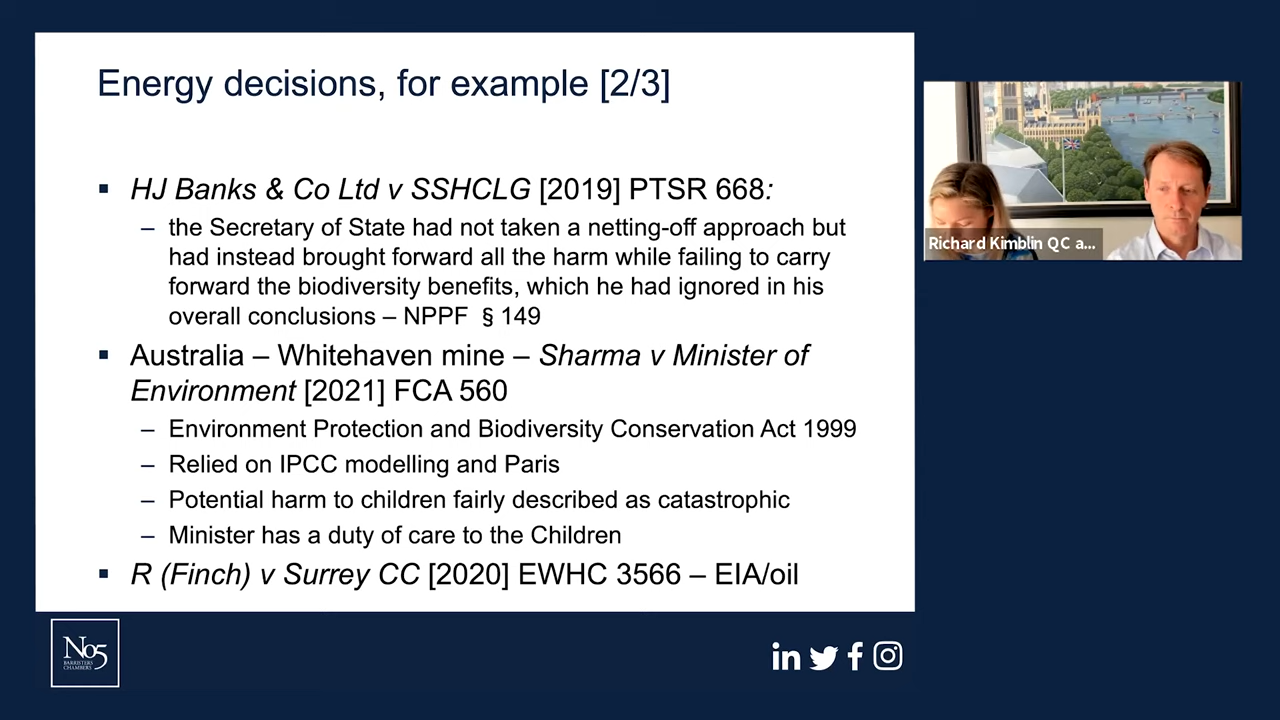 Energy decisions, for example [2/3]
▪ HJ Banks & Co Ltd v SSHCLG [2019] PTSR 668:
– the Secretary of State had not taken a netting-off approach but
had instead brought forward all the harm while failing to carry
forward the biodiversity benefits, which he had ignored in his
overall conclusions – NPPF § 149
▪ Australia – Whitehaven mine – Sharma v Minister of
Environment [2021] FCA 560
– Environment Protection and Biodiversity Conservation Act 1999
– Relied on IPCC modelling and Paris
– Potential harm to children fairly described as catastrophic
– Minister has a duty of care to the Children
▪ R (Finch) v Surrey CC [2020] EWHC 3566 – EIA/oil
Richard Kimblin QC a...
No5
BARRISTERS
CHAMBERS